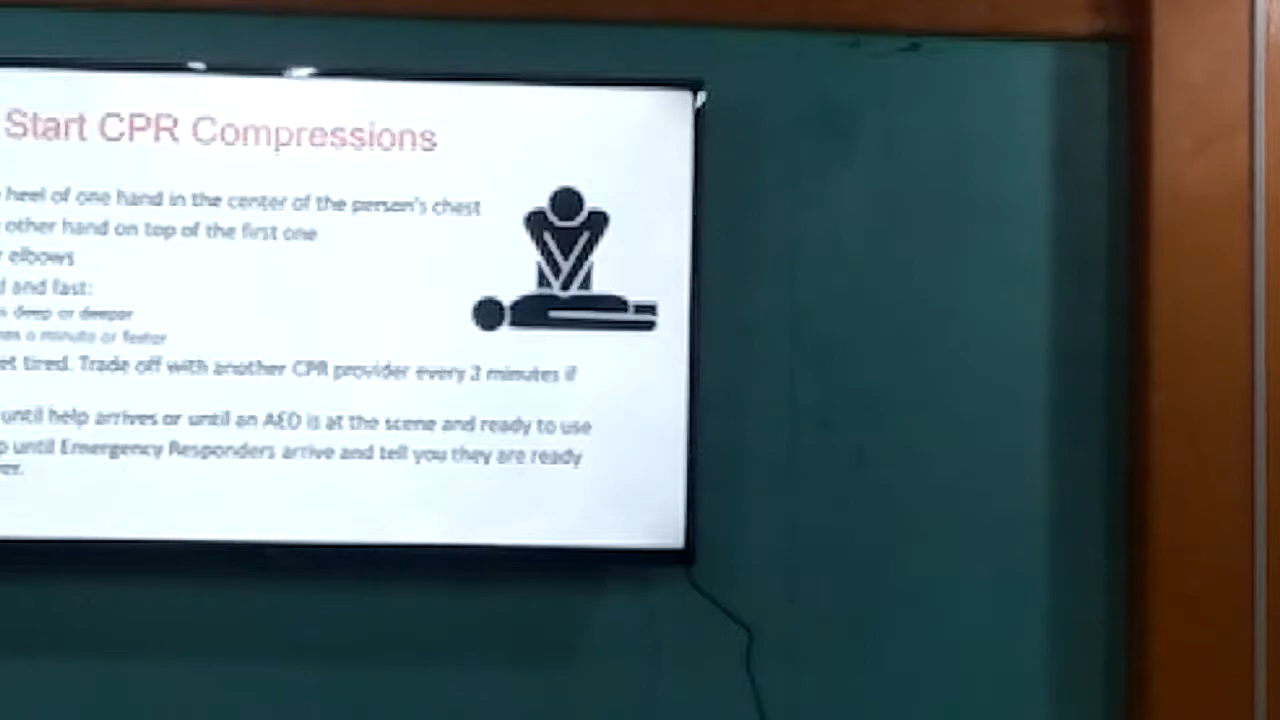 Start CPR Compressions
heel of one hand in the center of the person's chest
other hand on top of the first one
elbows
and fast:
deep or deeper
a minute or faster
tired. Trade off with another CPR provider every 2 minutes if
until help arrives or until an AED is at the scene and ready to use
until Emergency Responders arrive and tell you they are ready